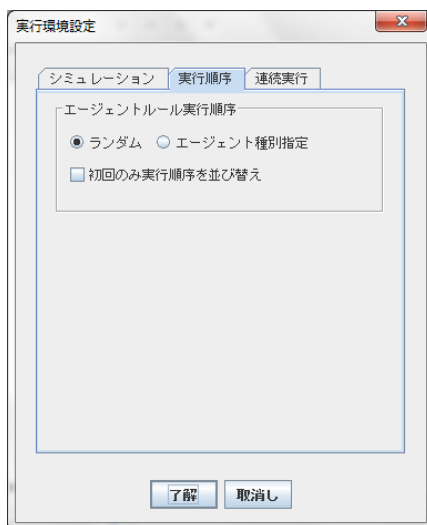 実行環境設定
シミュレーション 実行順序 連続実行
エージェントルール実行順序
ランダム エージェント種別指定
初回のみ実行順序を並び替え
了解 取消し